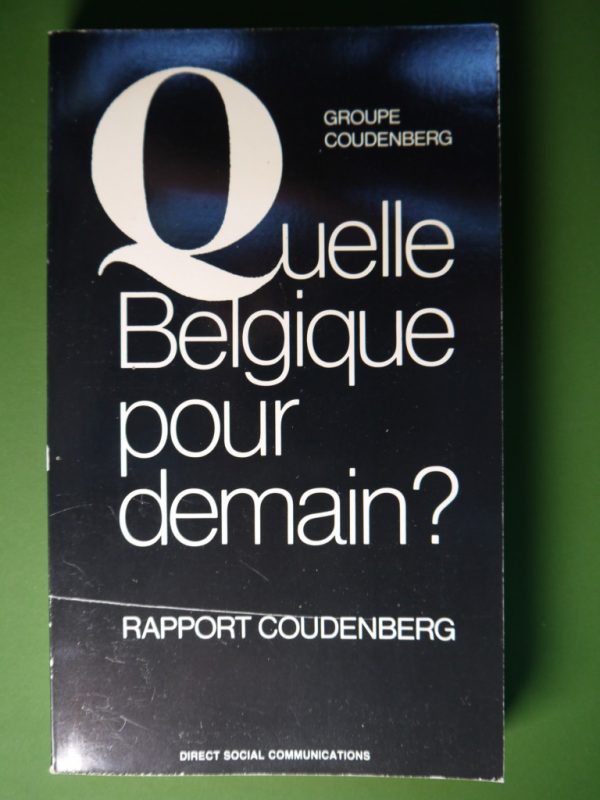 GROUPE
COUDENBERG
Quelle
Belgique
pour
demain?
RAPPORT COUDENBERG
DIRECT SOCIAL COMMUNICATIONS